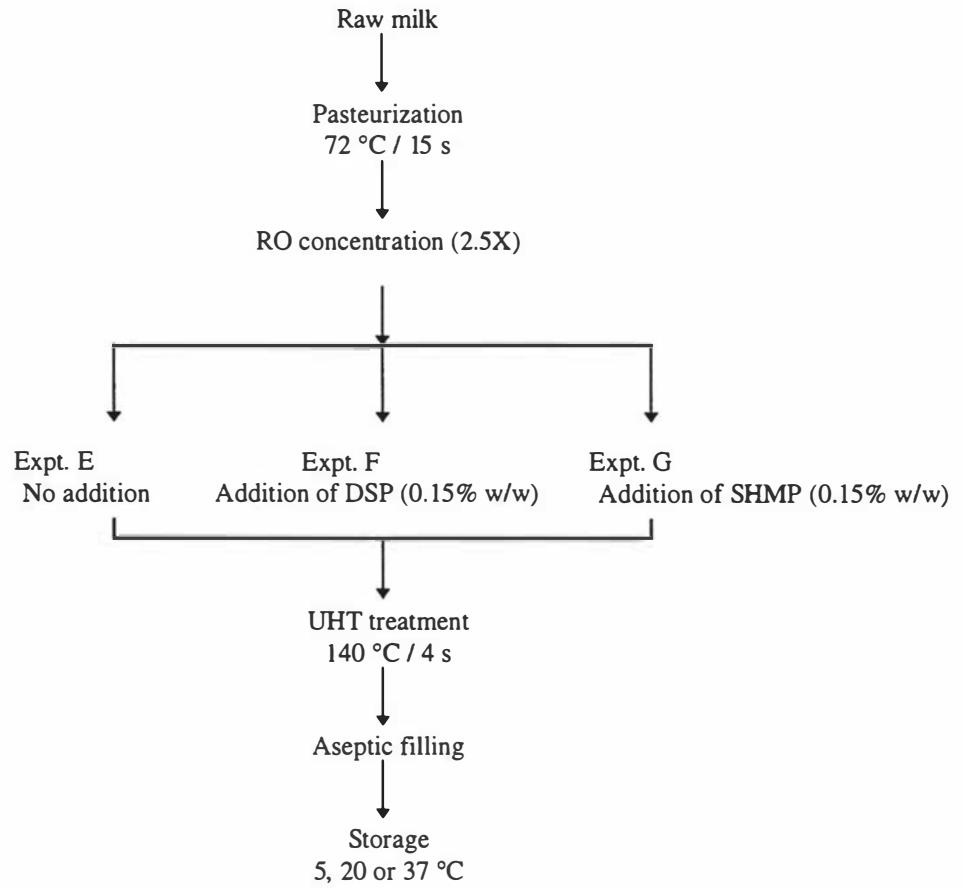 Raw milk
Pasteurization
72 °C / 15 s
RO concentration (2.5X)
Expt. E
No addition
Expt. F
Addition of DSP (0.15% w/w)
Expt. G
Addition of SHMP (0.15% w/w)
UHT treatment
140 °C / 4 s
Aseptic filling
Storage
5, 20 or 37 °C